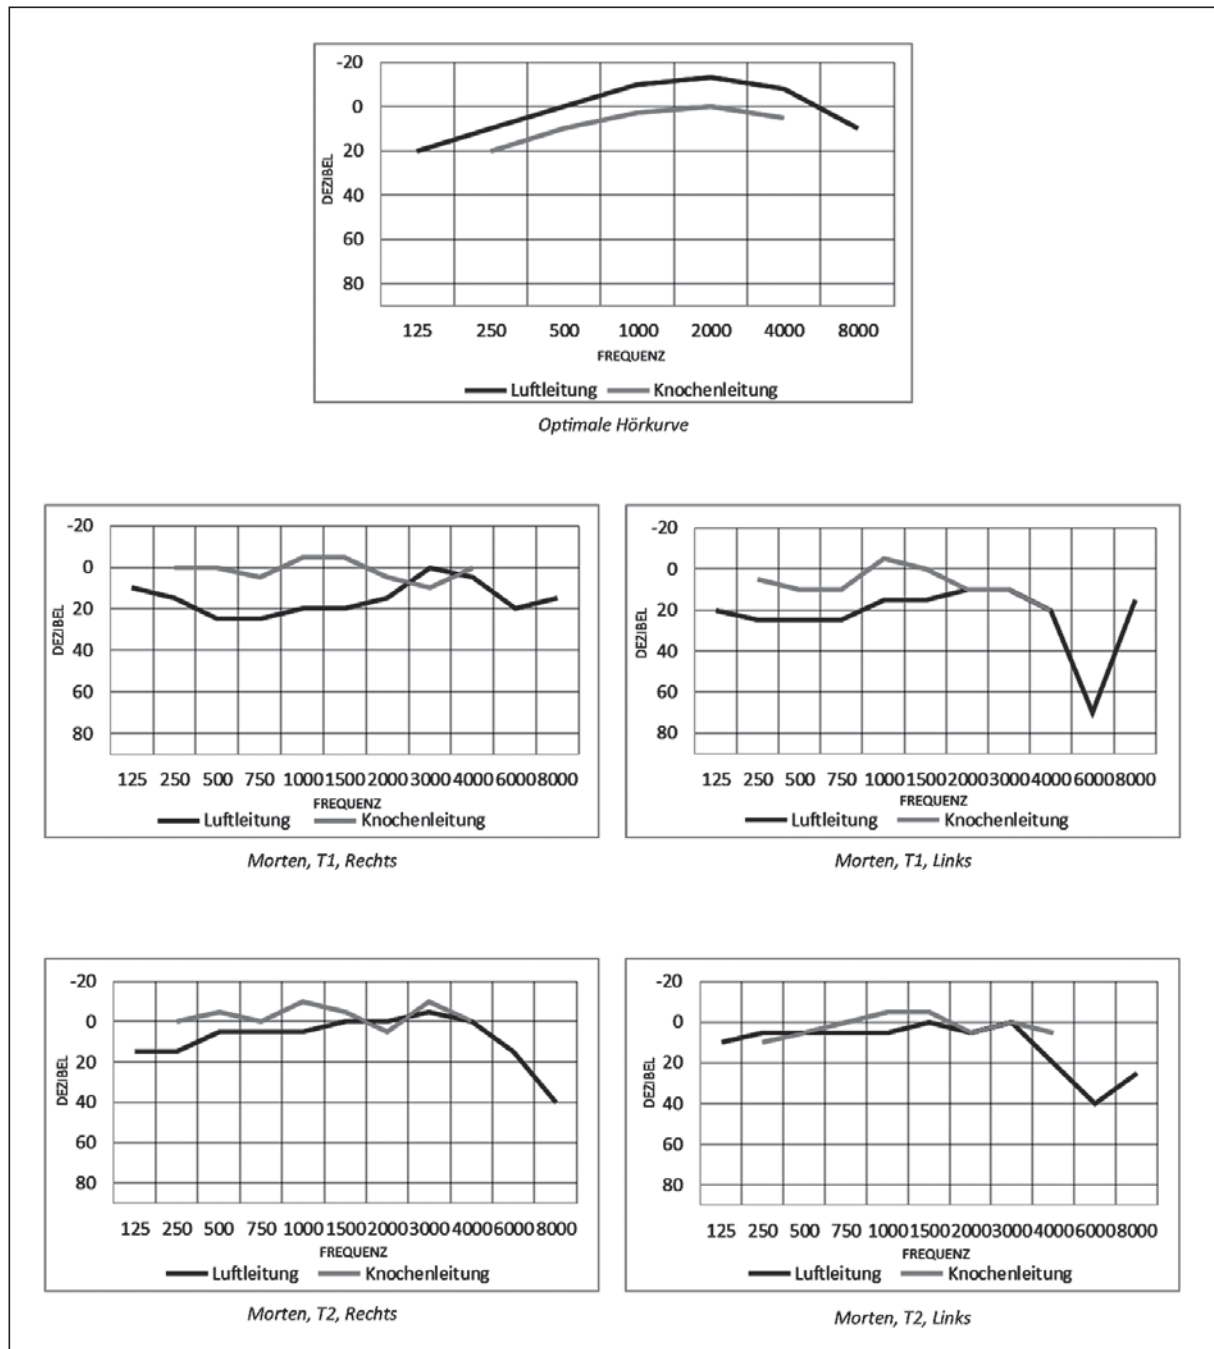 -20
0
20
40
60
80
DEZIBEL
125 250 500 1000 2000 4000 8000
FREQUENZ
Luftleitung Knochenleitung
Optimale Hörkurve
-20
0
20
40
60
80
DEZIBEL
125 250 500 750 1000 1500 2000 3000 4000 6000 8000
FREQUENZ
Luftleitung Knochenleitung
Morten, T1, Rechts
-20
0
20
40
60
80
DEZIBEL
125 250 500 750 1000 1500 2000 3000 4000 6000 8000
FREQUENZ
Luftleitung Knochenleitung
Morten, T1, Links
-20
0
20
40
60
80
DEZIBEL
125 250 500 750 1000 1500 2000 3000 4000 6000 8000
FREQUENZ
Luftleitung Knochenleitung
Morten, T2, Rechts
-20
0
20
40
60
80
DEZIBEL
125 250 500 750 1000 1500 2000 3000 4000 6000 8000
FREQUENZ
Luftleitung Knochenleitung
Morten, T2, Links